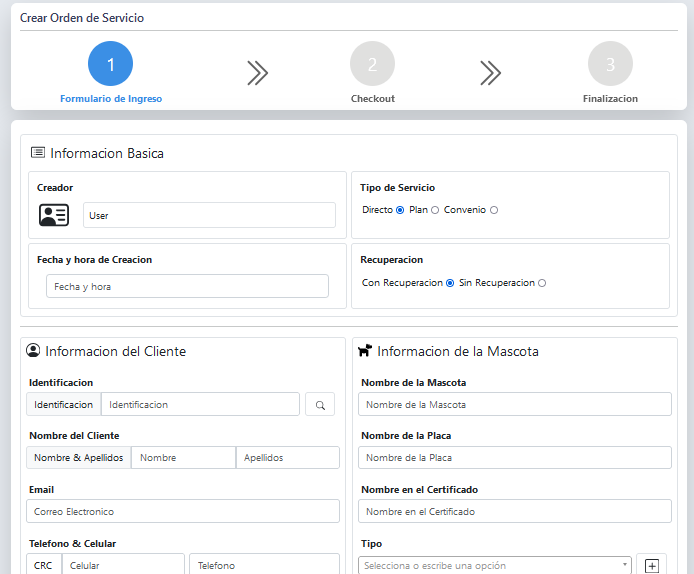 Crear Orden de Servicio
1 2 3
Formulario de Ingreso Checkout Finalizacion
Informacion Basica
Creador
User
Tipo de Servicio
Directo Plan Convenio
Fecha y hora de Creacion
Fecha y hora
Recuperacion
Con Recuperacion Sin Recuperacion
Informacion del Cliente
Identificacion
Identificacion Identificacion
Nombre del Cliente
Nombre & Apellidos Nombre Apellidos
Email
Correo Electronico
Telefono & Celular
CRC Celular Telefono
Informacion de la Mascota
Nombre de la Mascota
Nombre de la Mascota
Nombre de la Placa
Nombre de la Placa
Nombre en el Certificado
Nombre en el Certificado
Tipo
Selecciona o escribe una opción